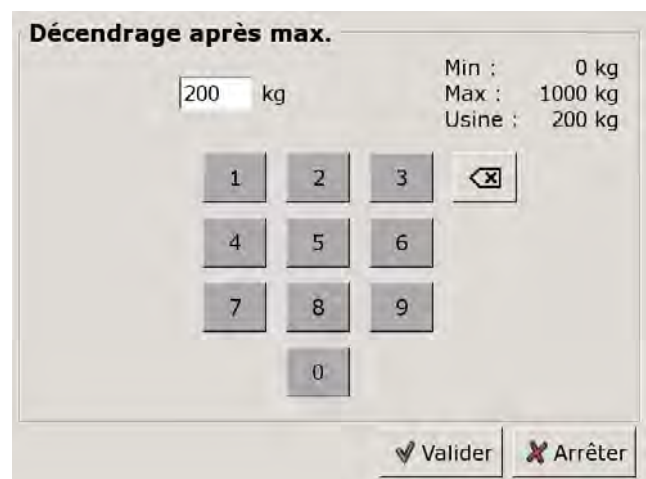 Décendrage après max.
200 kg
Min : 0 kg
Max : 1000 kg
Usine : 200 kg
1 2 3
4 5 6
7 8 9
0
Valider Arrêter